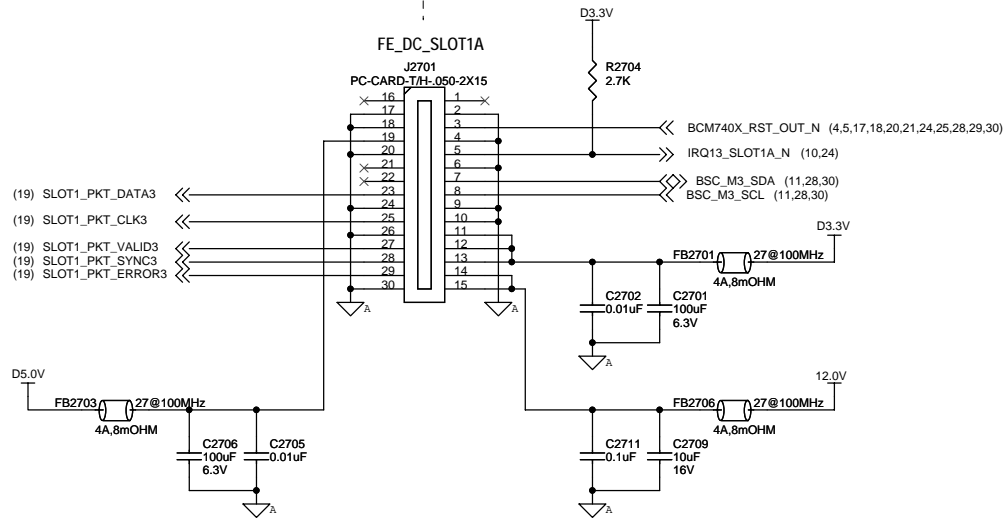 FE_DC_SLOT1A
J2701
PC-CARD-T/H-.050-2X15
D3.3V
R2704
2.7K
16 1
17 2
18 3
19 4
20 5
21 6
22 7
23 8
24 9
25 10
26 11
27 12
28 13
29 14
30 15
BCM740X_RST_OUT_N (4,5,17,18,20,21,24,25,28,29,30)
IRQ13_SLOT1A_N (10,24)
BSC_M3_SDA (11,28,30)
BSC_M3_SCL (11,28,30)
(19) SLOT1_PKT_DATA3
(19) SLOT1_PKT_CLK3
(19) SLOT1_PKT_VALID3
(19) SLOT1_PKT_SYNC3
(19) SLOT1_PKT_ERROR3
A
A
D3.3V
FB2701 27@100MHz
4A,8mOHM
C2702
0.01uF
C2701
100uF
6.3V
A
D5.0V
FB2703 27@100MHz
4A,8mOHM
C2706
100uF
6.3V
C2705
0.01uF
A
12.0V
FB2706 27@100MHz
4A,8mOHM
C2711
0.1uF
C2709
10uF
16V
A